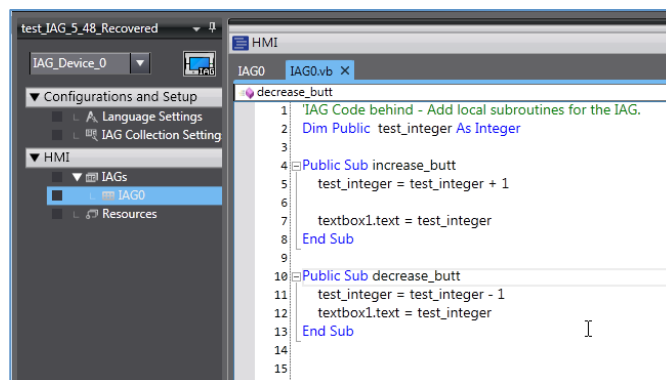 test_IAG_5_48_Recovered
IAG_Device_0
IAG
Configurations and Setup
Language Settings
IAG Collection Setting
HMI
IAGs
IAG0
Resources
HMI
IAG0 IAG0.vb X
decrease_butt
1 'IAG Code behind - Add local subroutines for the IAG.
2 Dim Public test_integer As Integer
3
4 Public Sub increase_butt
5 test_integer = test_integer + 1
6
7 textbox1.text = test_integer
8 End Sub
9
10 Public Sub decrease_butt
11 test_integer = test_integer - 1
12 textbox1.text = test_integer
13 End Sub
14
15